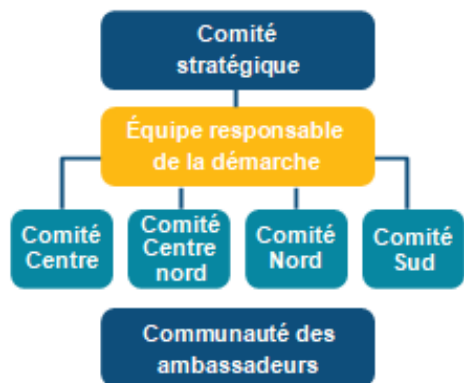 Comité
stratégique
Équipe responsable
de la démarche
Comité
Centre
Comité
Centre
nord
Comité
Nord
Comité
Sud
Communauté des
ambassadeurs